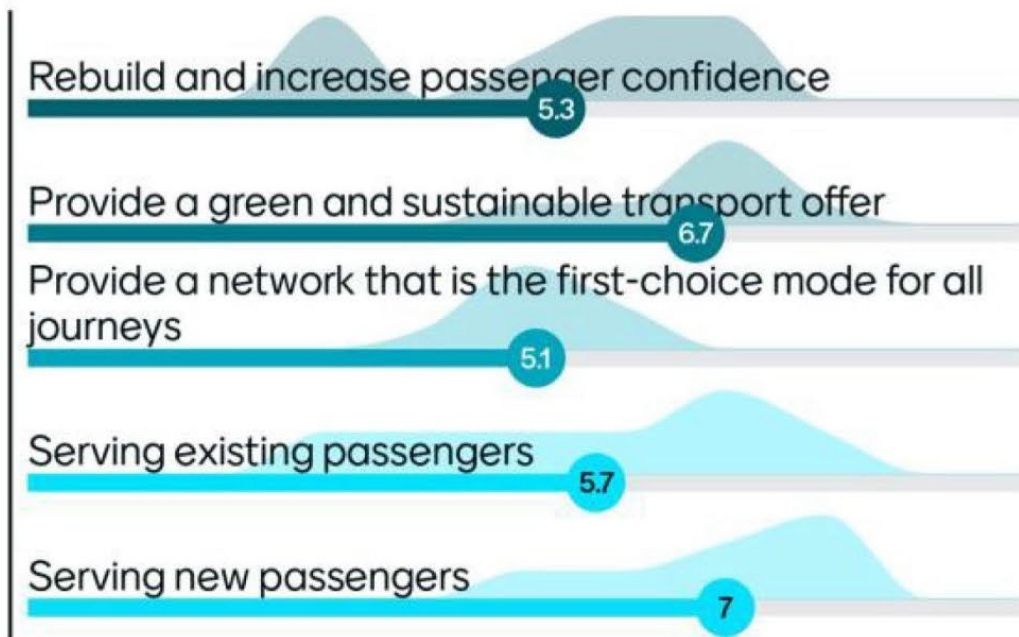 Rebuild and increase passenger confidence
5.3
Provide a green and sustainable transport offer
6.7
Provide a network that is the first-choice mode for all
journeys
5.1
Serving existing passengers
5.7
Serving new passengers
7